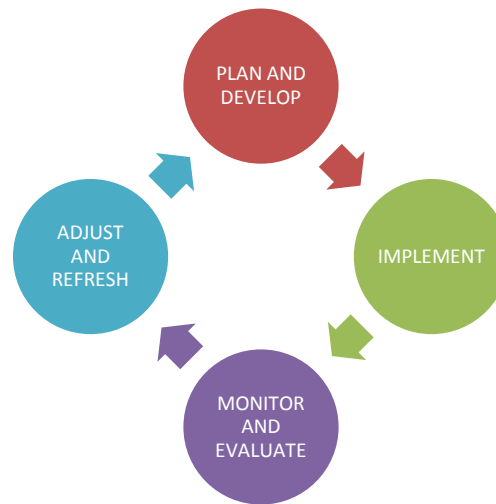 PLAN AND
DEVELOP
IMPLEMENT
MONITOR
AND
EVALUATE
ADJUST
AND
REFRESH